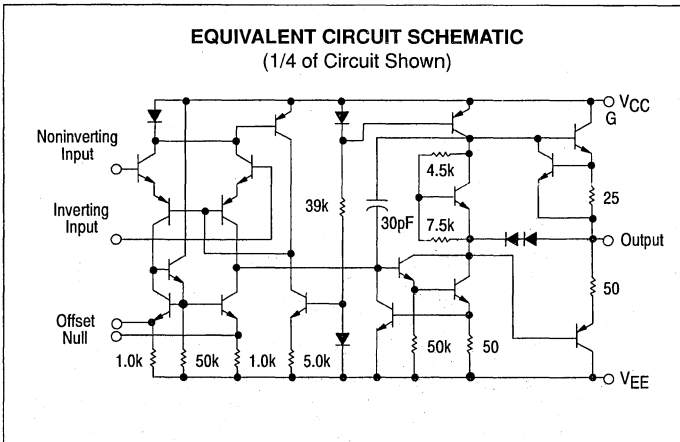 EQUIVALENT CIRCUIT SCHEMATIC
(1/4 of Circuit Shown)
VCC
G
Noninverting
Input
4.5k
25
39k
30pF
Inverting
Input
7.5k
Output
50
Offset
Null
1.0k
50k
1.0k
5.0k
50k
50
VEE